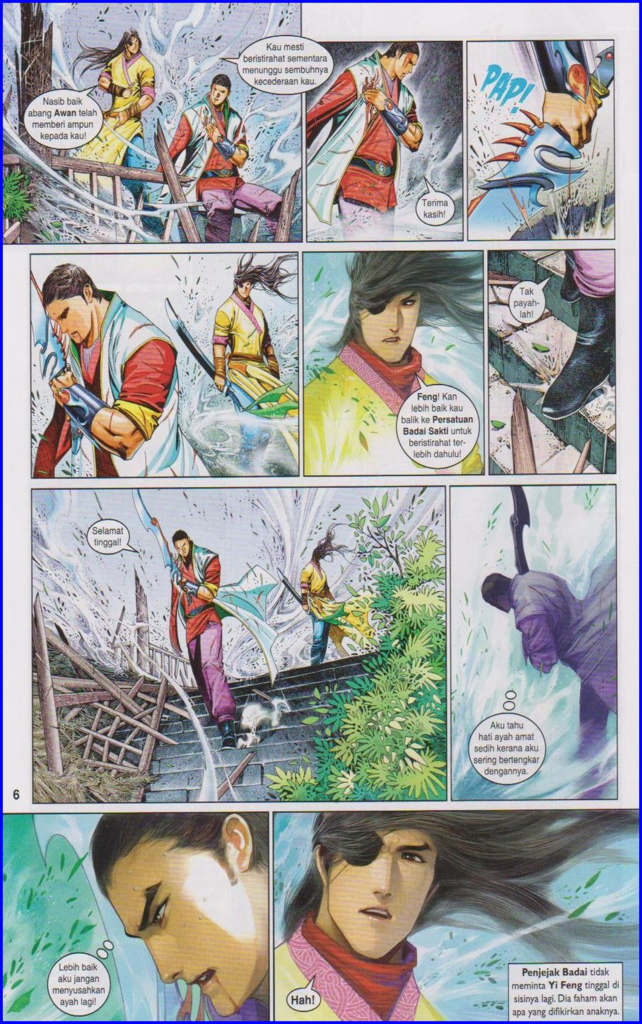 Kau mesti
beristirahat sementara
menunggu sembuhnya
kecederaan kau.
Nasib baik
abang Awan telah
memberi ampun
kepada kau!
Terima
kasih!
PAP!
Feng! Kan
lebih baik kau
balik ke Persatuan
Badai Sakti untuk
beristirahat ter-
lebih dahulu!
Tak
payah-
lah!
Selamat
tinggal!
Aku tahu
hati ayah amat
sedih kerana aku
sering bertengkar
dengannya.
6
Lebih baik
aku jangan
menyusahkan
ayah lagi!
Hah!
Penjejak Badai tidak
meminta Yi Feng tinggal di
sisinya lagi. Dia faham akan
apa yang difikirkan anaknya.